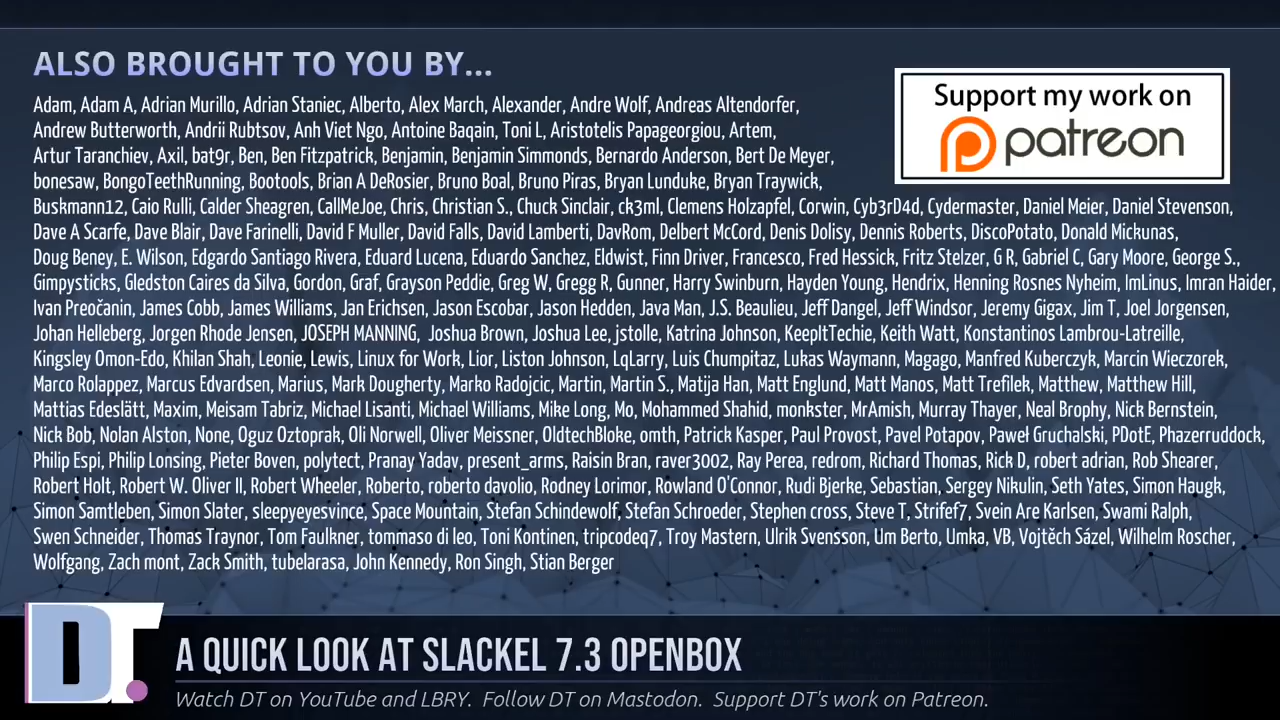 ALSO BROUGHT TO YOU BY...
Adam, Adam A, Adrian Murillo, Adrian Staniec, Alberto, Alex March, Alexander, Andre Wolf, Andreas Altendorfer,
Andrew Butterworth, Andrii Rubtsov, Anh Viet Ngo, Antoine Baqain, Toni L, Aristotelis Papageorgiou, Artem,
Artur Taranchiev, Axil, bat9r, Ben, Ben Fitzpatrick, Benjamin, Benjamin Simmonds, Bernardo Anderson, Bert De Meyer,
bonesaw, BongoTeethRunning, Bootools, Brian A DeRosier, Bruno Boal, Bruno Piras, Bryan Lunduke, Bryan Traywick,
Support my work on
patreon
Buskmann12, Caio Rulli, Calder Sheagren, CallMeJoe, Chris, Christian S., Chuck Sinclair, ck3ml, Clemens Holzapfel, Corwin, Cyb3rD4d, Cydermaster, Daniel Meier, Daniel Stevenson,
Dave A Scarfe, Dave Blair, Dave Farinelli, David F Muller, David Falls, David Lamberti, DavRom, Delbert McCord, Denis Dolisy, Dennis Roberts, DiscoPotato, Donald Mickunas,
Doug Beney, E. Wilson, Edgardo Santiago Rivera, Eduard Lucena, Eduardo Sanchez, Eldwist, Finn Driver, Francesco, Fred Hessick, Fritz Stelzer, G R, Gabriel C, Gary Moore, George S.,
Gimpysticks, Gledston Caires da Silva, Gordon, Graf, Grayson Peddie, Greg W, Gregg R, Gunner, Harry Swinburn, Hayden Young, Hendrix, Henning Rosnes Nyheim, ImLinus, Imran Haider,
Ivan Preočanin, James Cobb, James Williams, Jan Erichsen, Jason Escobar, Jason Hedden, Java Man, J.S. Beaulieu, Jeff Dangel, Jeff Windsor, Jeremy Gigax, Jim T, Joel Jorgensen,
Johan Helleberg, Jorgen Rhode Jensen, JOSEPH MANNING, Joshua Brown, Joshua Lee, jstolle, Katrina Johnson, KeepItTechie, Keith Watt, Konstantinos Lambrou-Latreille,
Kingsley Omon-Edo, Khilan Shah, Leonie, Lewis, Linux for Work, Lior, Liston Johnson, LqLarry, Luis Chumpitaz, Lukas Waymann, Magago, Manfred Kuberczyk, Marcin Wieczorek,
Marco Rolappez, Marcus Edvardsen, Marius, Mark Dougherty, Marko Radojcic, Martin, Martin S., Matija Han, Matt Englund, Matt Manos, Matt Trefilek, Matthew, Matthew Hill,
Mattias Edeslätt, Maxim, Meisam Tabriz, Michael Lisanti, Michael Williams, Mike Long, Mo, Mohammed Shahid, monkster, MrAmish, Murray Thayer, Neal Brophy, Nick Bernstein,
Nick Bob, Nolan Alston, None, Oguz Oztoprak, Oli Norwell, Oliver Meissner, OldtechBloke, omth, Patrick Kasper, Paul Provost, Pavel Potapov, Paweł Gruchalski, PDotE, Phazerruddock,
Philip Espi, Philip Lonsing, Pieter Boven, polytect, Pranay Yadav, present_arms, Raisin Bran, raver3002, Ray Perea, redrom, Richard Thomas, Rick D, robert adrian, Rob Shearer,
Robert Holt, Robert W. Oliver II, Robert Wheeler, Roberto, roberto davolio, Rodney Lorimor, Rowland O'Connor, Rudi Bjerke, Sebastian, Sergey Nikulin, Seth Yates, Simon Haugk,
Simon Samtleben, Simon Slater, sleepyeyesvince, Space Mountain, Stefan Schindewolf, Stefan Schroeder, Stephen cross, Steve T, Strifef7, Svein Are Karlsen, Swami Ralph,
Swen Schneider, Thomas Traynor, Tom Faulkner, tommaso di leo, Toni Kontinen, tripcodeq7, Troy Mastern, Ulrik Svensson, Um Berto, Umka, VB, Vojtěch Sázel, Wilhelm Roscher,
Wolfgang, Zach mont, Zack Smith, tubelarasa, John Kennedy, Ron Singh, Stian Berger
DT.
A QUICK LOOK AT SLACKEL 7.3 OPENBOX
Watch DT on YouTube and LBRY. Follow DT on Mastodon. Support DT's work on Patreon.